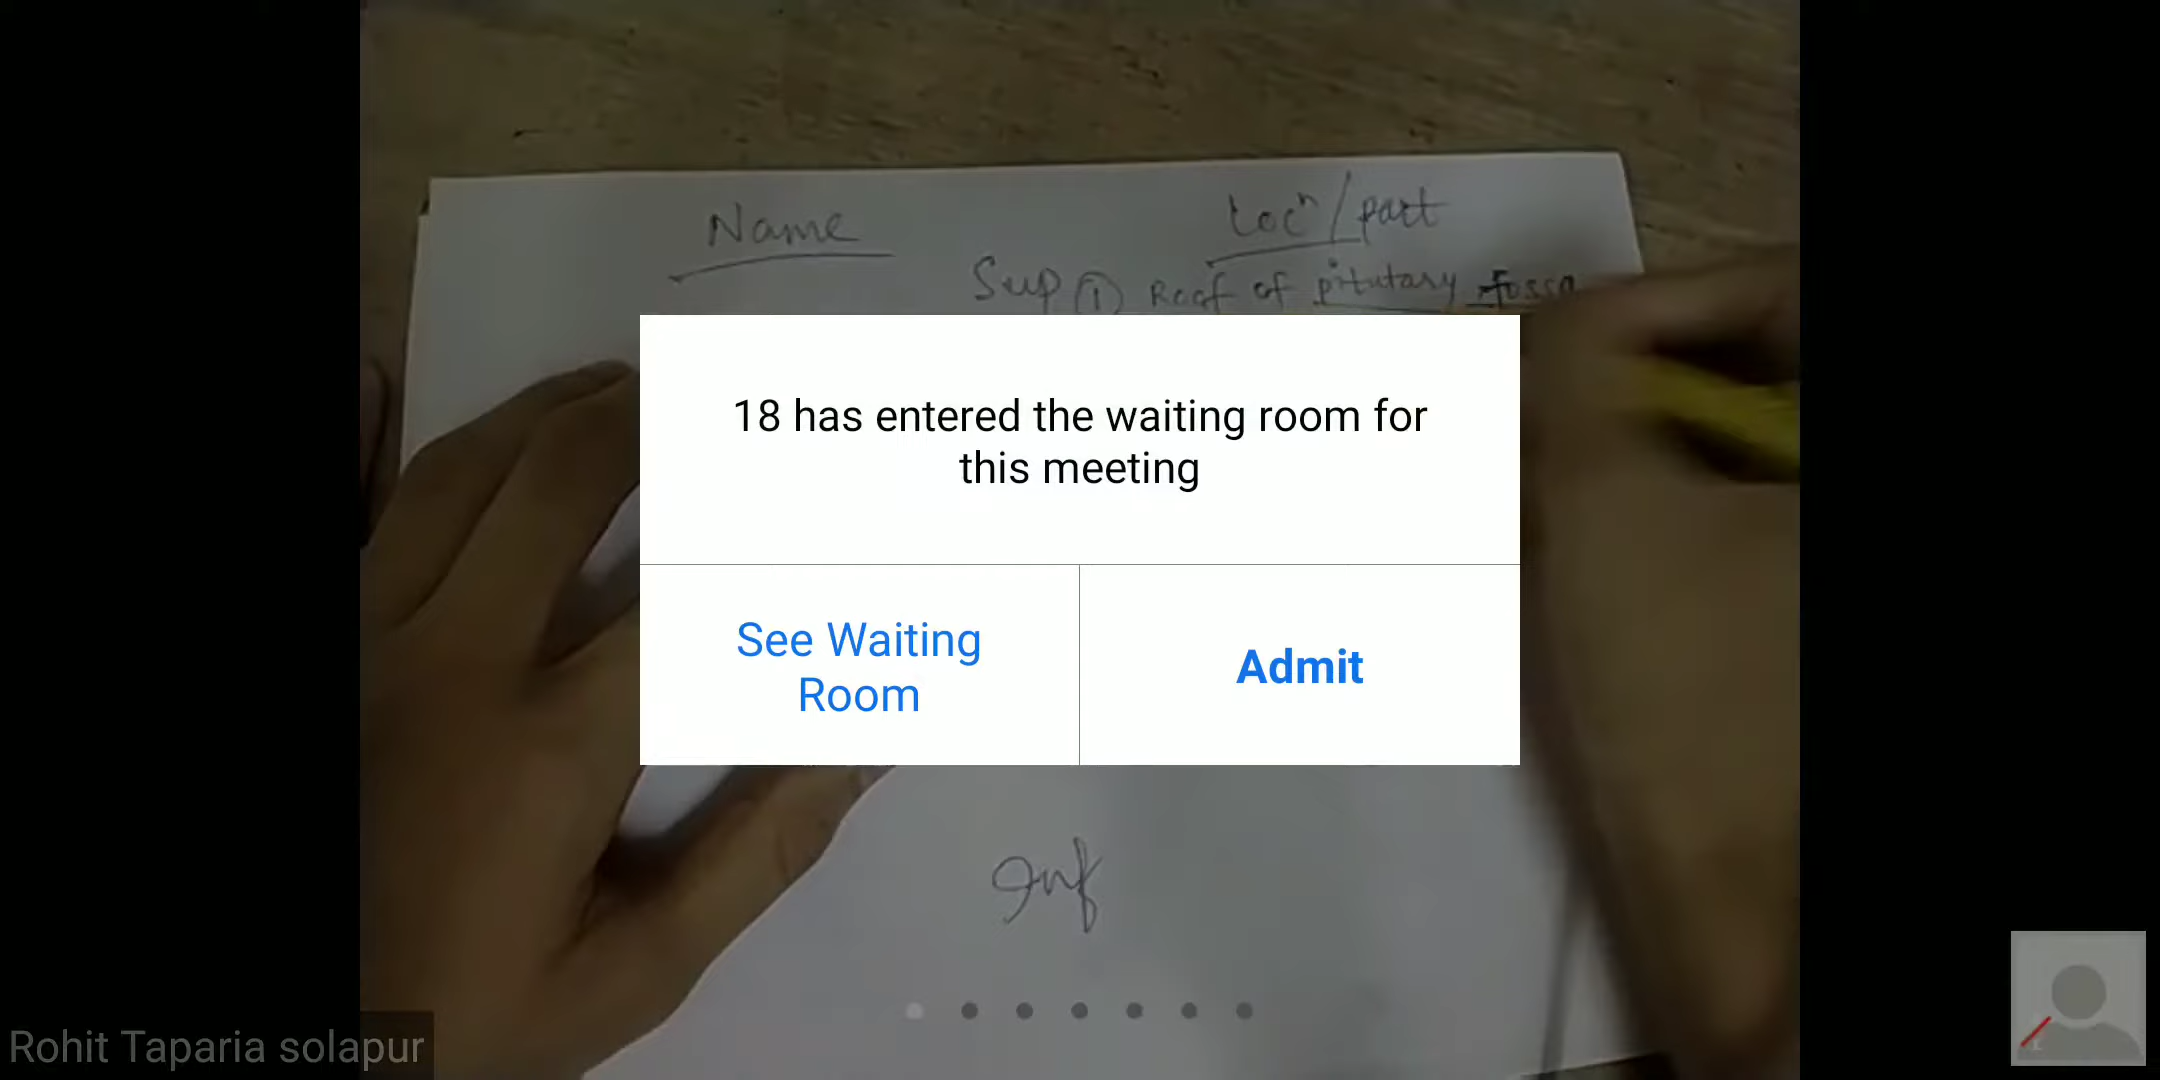 Name
Locⁿ/part
Sup ① Roof of pitutary fossa
18 has entered the waiting room for
this meeting
See Waiting
Room
Admit
Inf
Rohit Taparia solapur